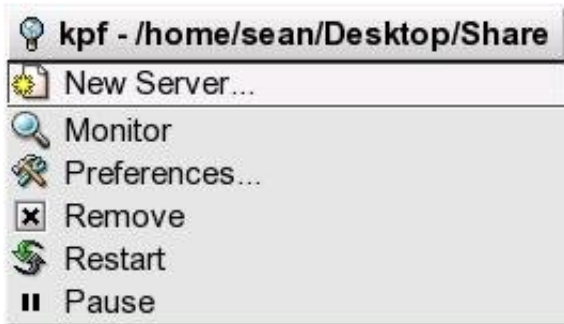 kpf - /home/sean/Desktop/Share
New Server...
Monitor
Preferences...
Remove
Restart
Pause